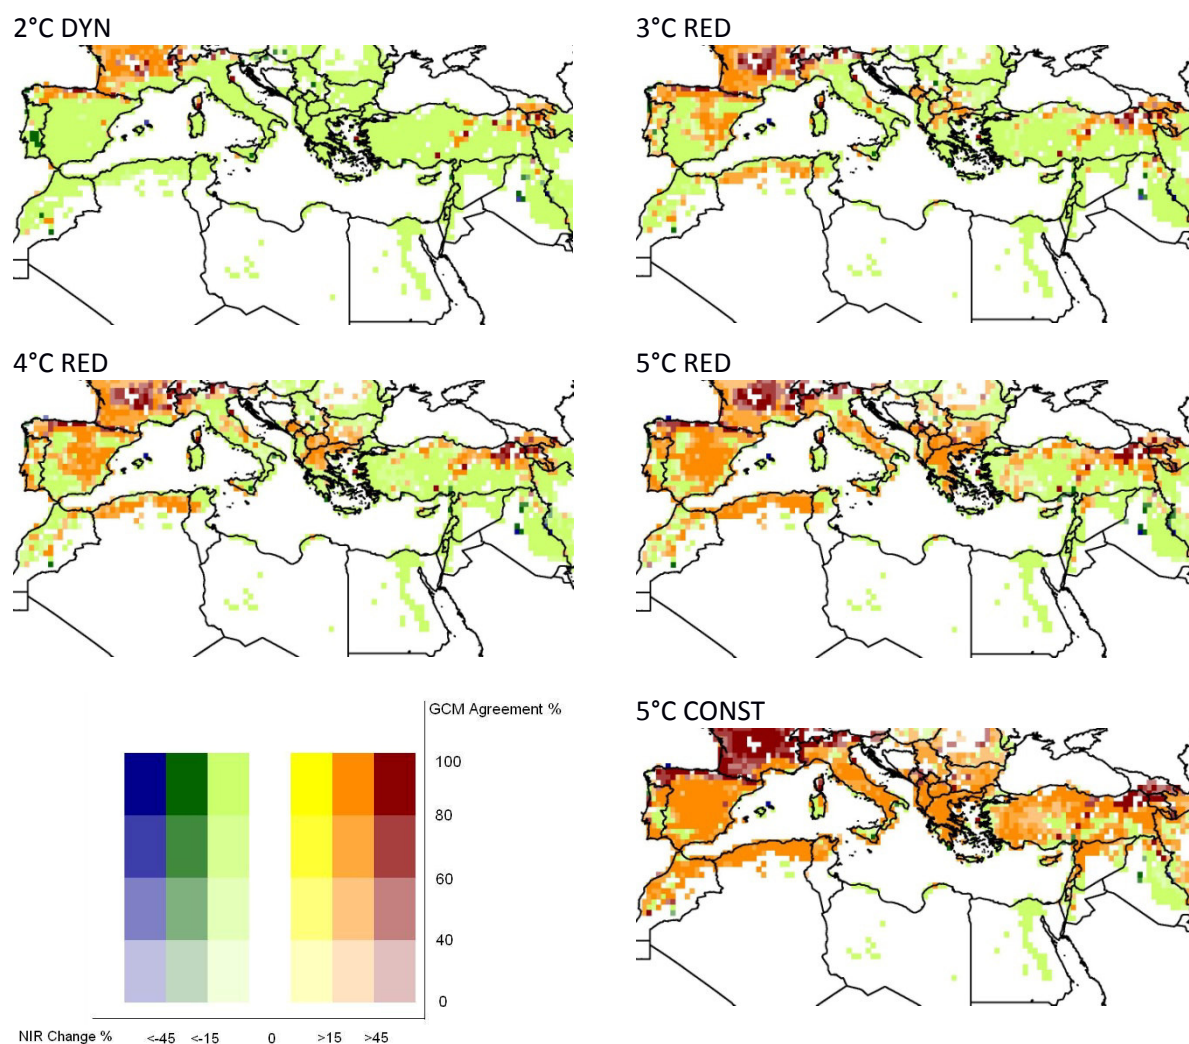 2°C DYN
3°C RED
4°C RED
5°C RED
GCM Agreement %
5°C CONST
100
80
60
40
0
NIR Change % <-45 <-15 0 >15 >45